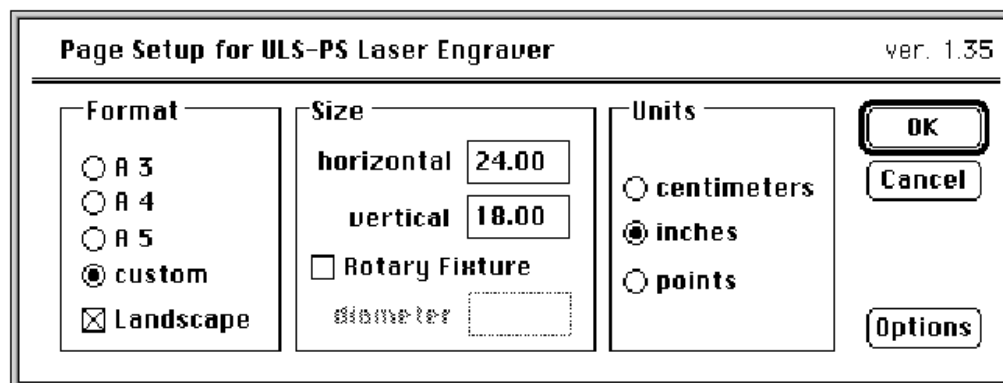 Page Setup for ULS-PS Laser Engraver ver. 1.35
Format
A 3
A 4
A 5
custom
Landscape
Size
horizontal 24.00
vertical 18.00
Rotary Fixture
diameter
Units
centimeters
inches
points
OK
Cancel
Options